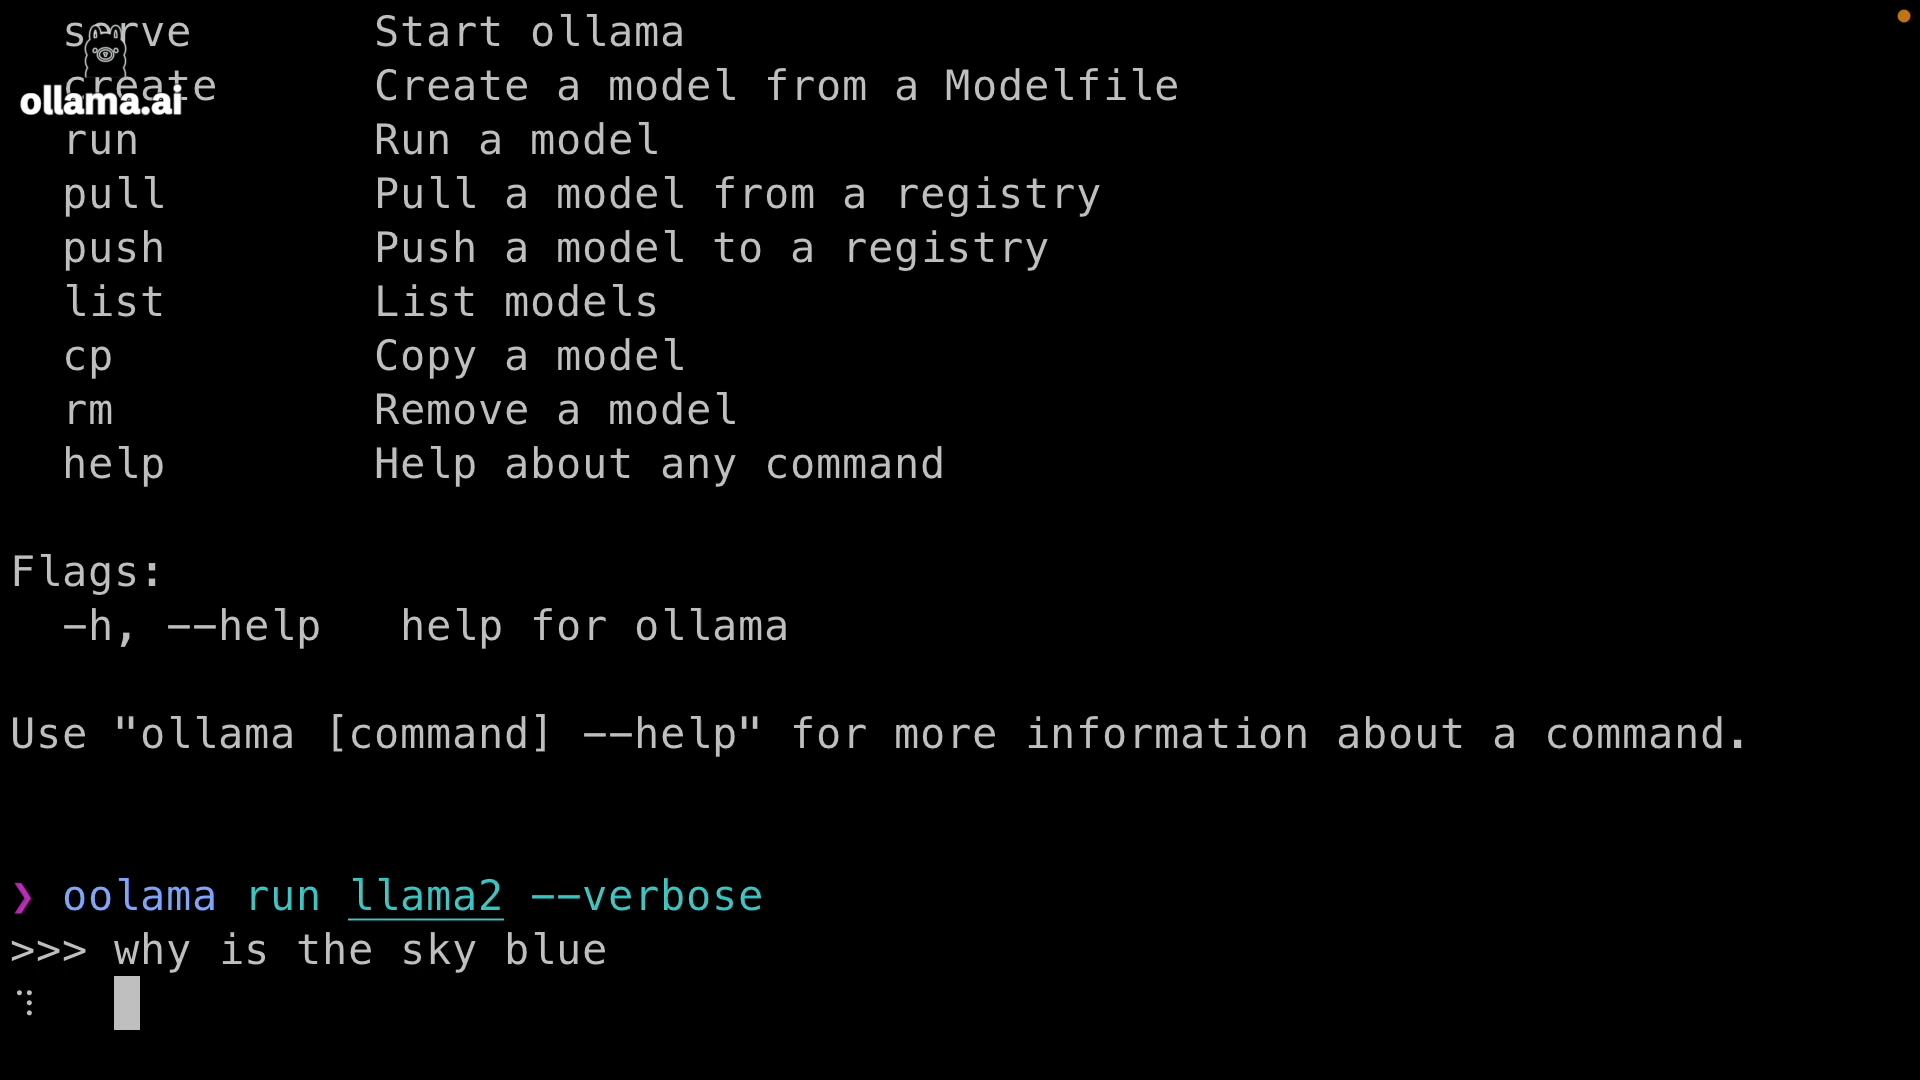 serve Start ollama
create Create a model from a Modelfile
ollama.ai
run Run a model
pull Pull a model from a registry
push Push a model to a registry
list List models
cp Copy a model
rm Remove a model
help Help about any command
Flags:
-h, --help help for ollama
Use "ollama [command] --help" for more information about a command.
❯ oolama run llama2 --verbose
>>> why is the sky blue